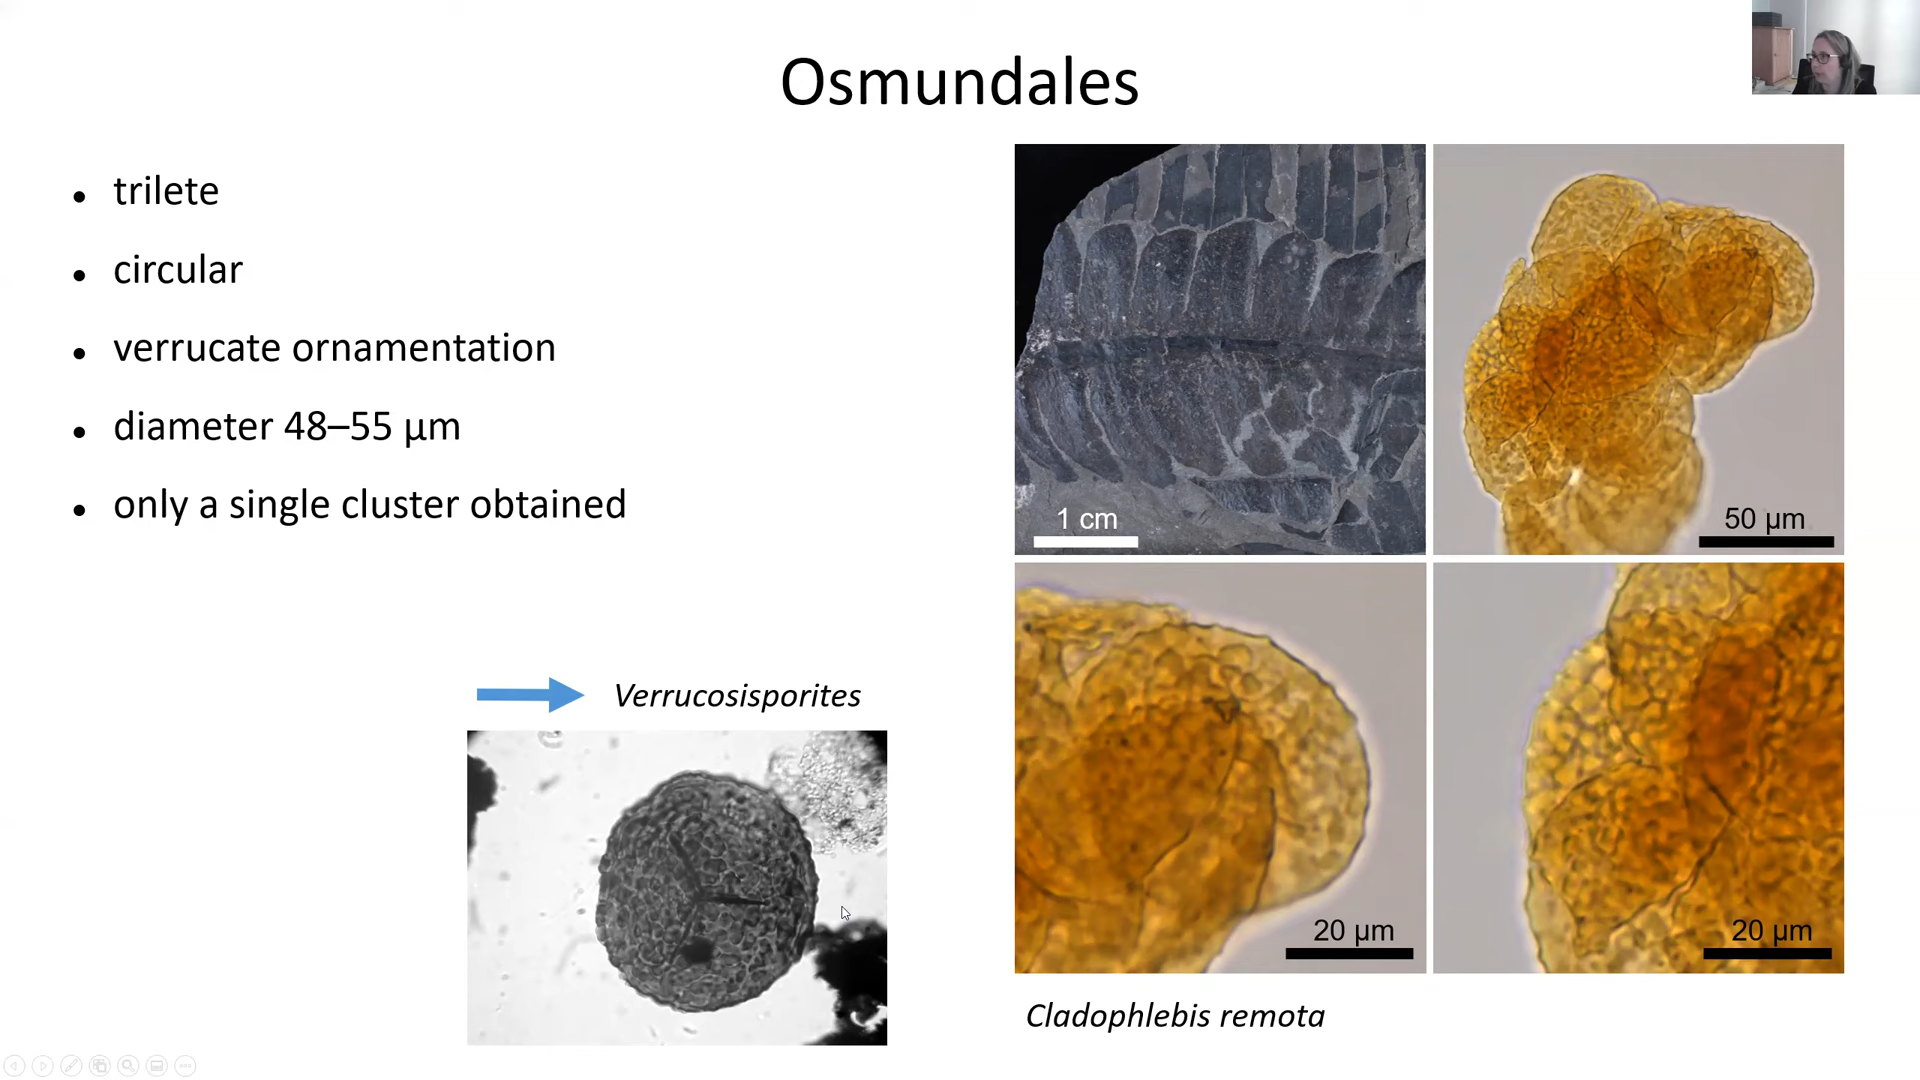 Osmundales
trilete
circular
verrucate ornamentation
diameter 48–55 µm
only a single cluster obtained
Verrucosisporites
1 cm
50 µm
20 µm
20 µm
Cladophlebis remota